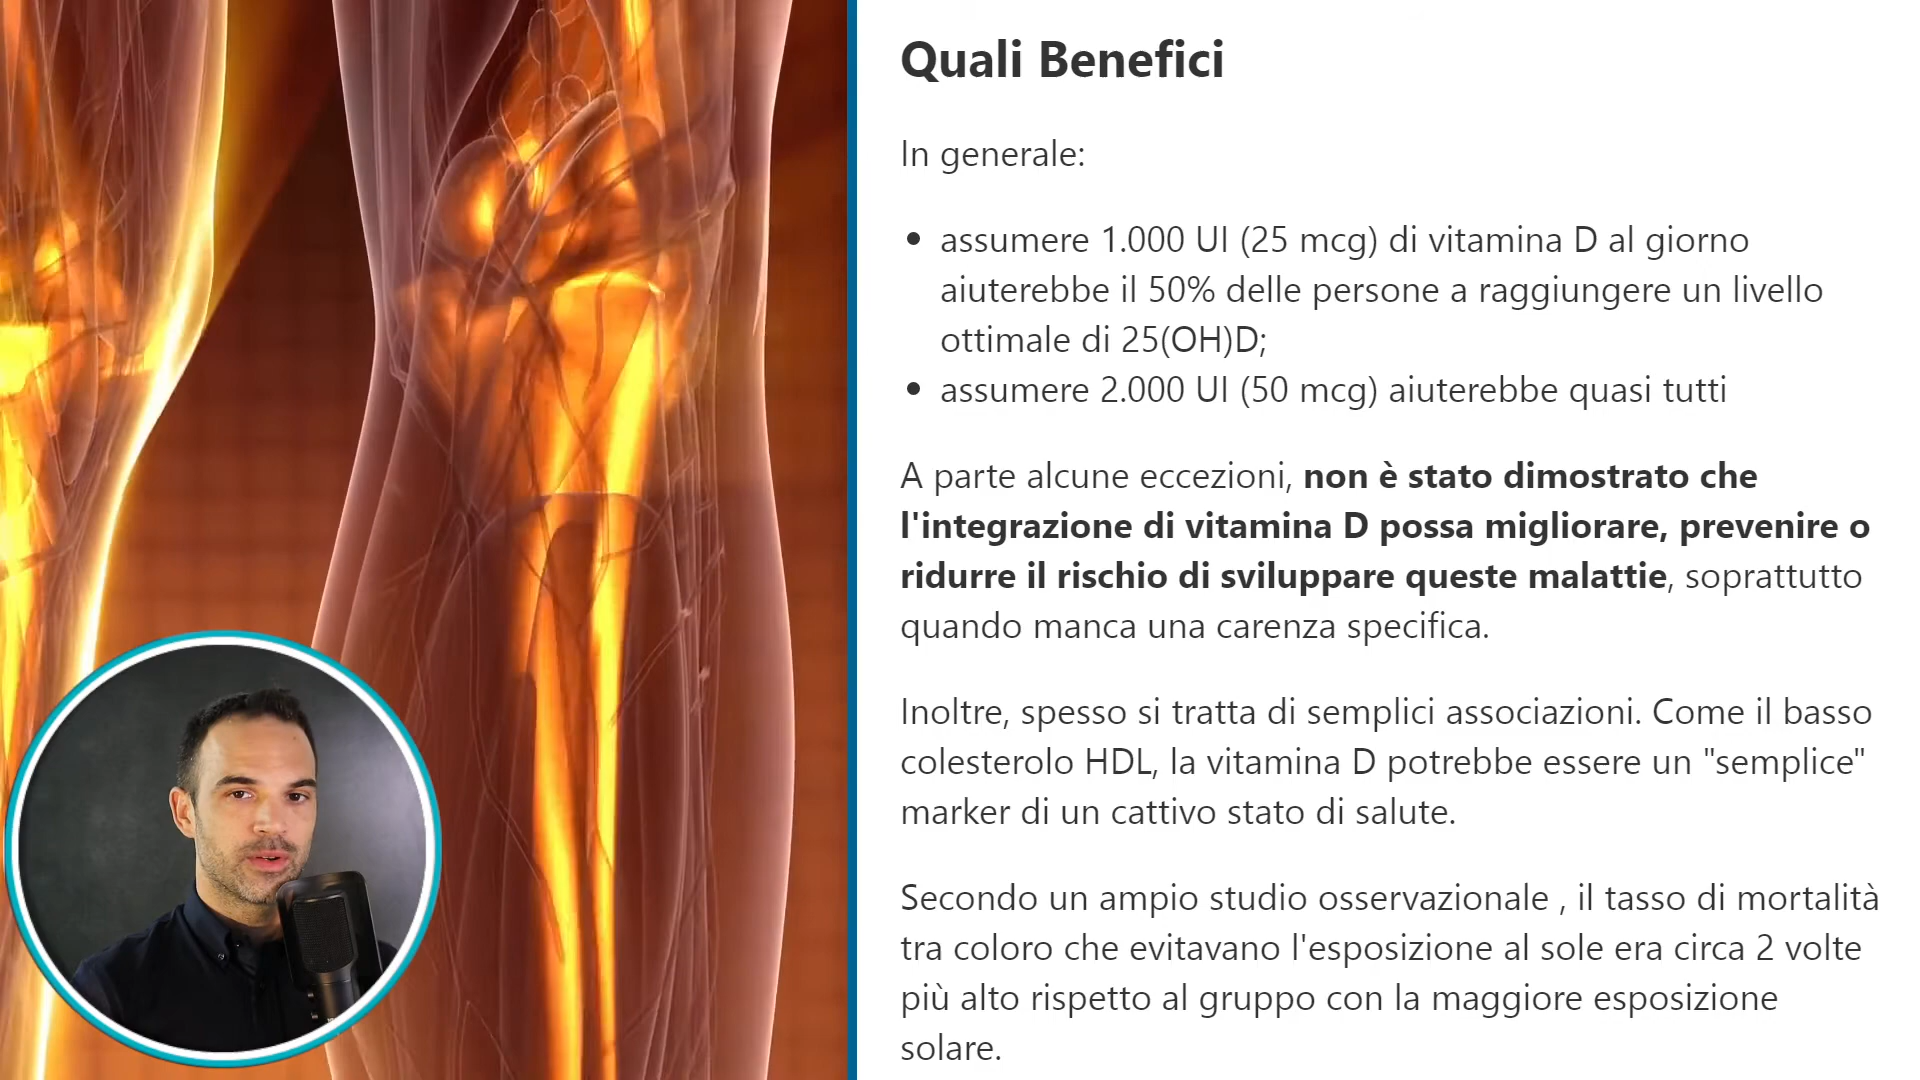 Quali Benefici
In generale:
• assumere 1.000 UI (25 mcg) di vitamina D al giorno
aiuterebbe il 50% delle persone a raggiungere un livello
ottimale di 25(OH)D;
• assumere 2.000 UI (50 mcg) aiuterebbe quasi tutti
A parte alcune eccezioni, non è stato dimostrato che
l'integrazione di vitamina D possa migliorare, prevenire o
ridurre il rischio di sviluppare queste malattie, soprattutto
quando manca una carenza specifica.
Inoltre, spesso si tratta di semplici associazioni. Come il basso
colesterolo HDL, la vitamina D potrebbe essere un "semplice"
marker di un cattivo stato di salute.
Secondo un ampio studio osservazionale , il tasso di mortalità
tra coloro che evitavano l'esposizione al sole era circa 2 volte
più alto rispetto al gruppo con la maggiore esposizione
solare.